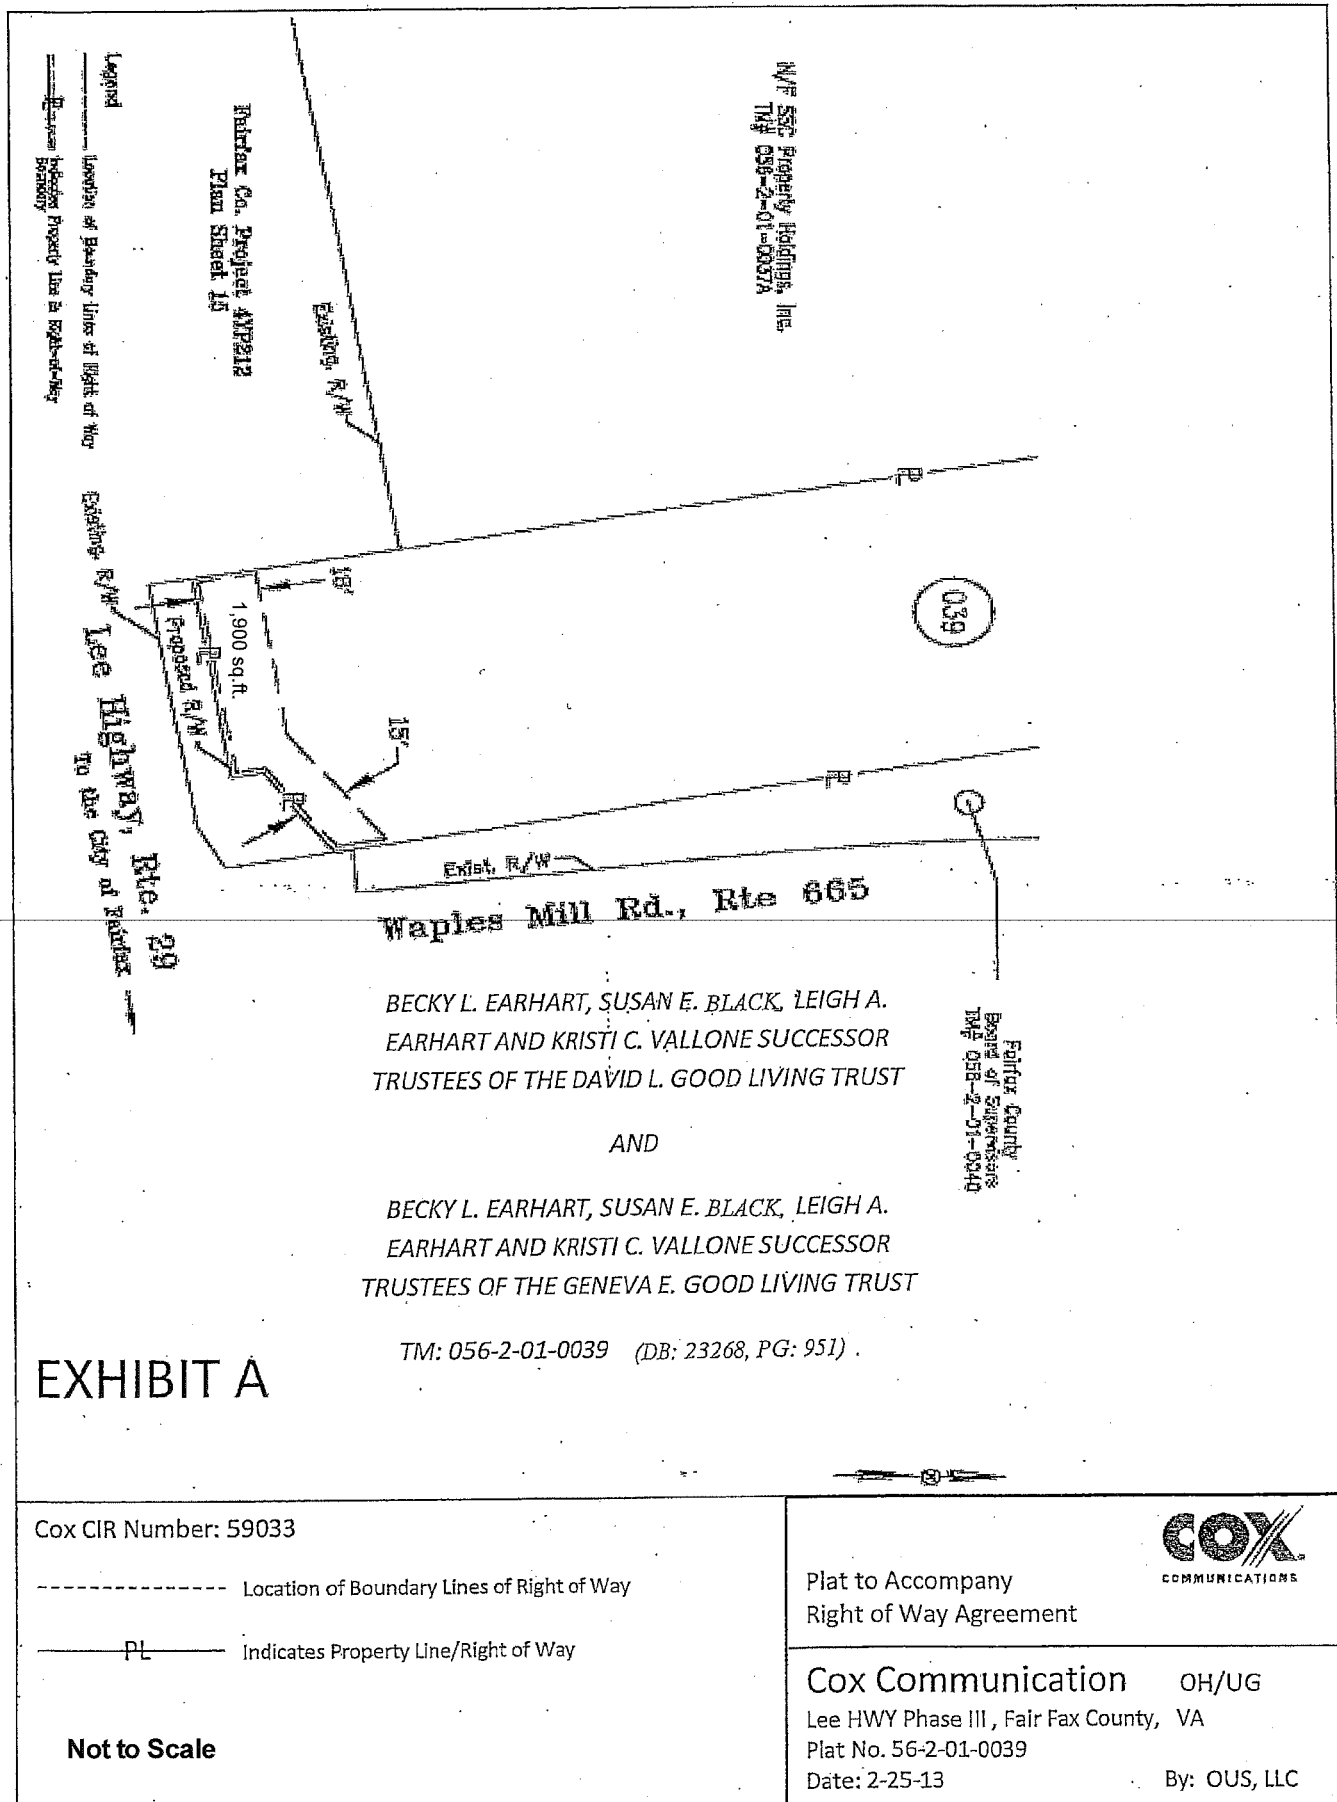 Legend
Location of Boundary Lines of Right of Way
Indicates Property Line is Right-of-Way
Boundary
Fairfax Co. Project 4YP212
Plan Sheet 15
Existing R/W
N/F SSC Property Holdings, Inc.
TM# 056-2-01-0037A
PL
039
Existing R/W
18'
1,900 sq.ft.
PL
Proposed R/W
15'
PL
PL
Exist. R/W
Lee Highway, Rte. 29
To the City of Fairfax
Waples Mill Rd., Rte 665
Fairfax County
Board of Supervisors
TM# 056-2-01-0040
BECKY L. EARHART, SUSAN E. BLACK, LEIGH A.
EARHART AND KRISTI C. VALLONE SUCCESSOR
TRUSTEES OF THE DAVID L. GOOD LIVING TRUST
AND
BECKY L. EARHART, SUSAN E. BLACK, LEIGH A.
EARHART AND KRISTI C. VALLONE SUCCESSOR
TRUSTEES OF THE GENEVA E. GOOD LIVING TRUST
TM: 056-2-01-0039 (DB: 23268, PG: 951)
EXHIBIT A
Cox CIR Number: 59033
Location of Boundary Lines of Right of Way
PL Indicates Property Line/Right of Way
Not to Scale
COX
COMMUNICATIONS
Plat to Accompany
Right of Way Agreement
Cox Communication OH/UG
Lee HWY Phase III , Fair Fax County, VA
Plat No. 56-2-01-0039
Date: 2-25-13 By: OUS, LLC